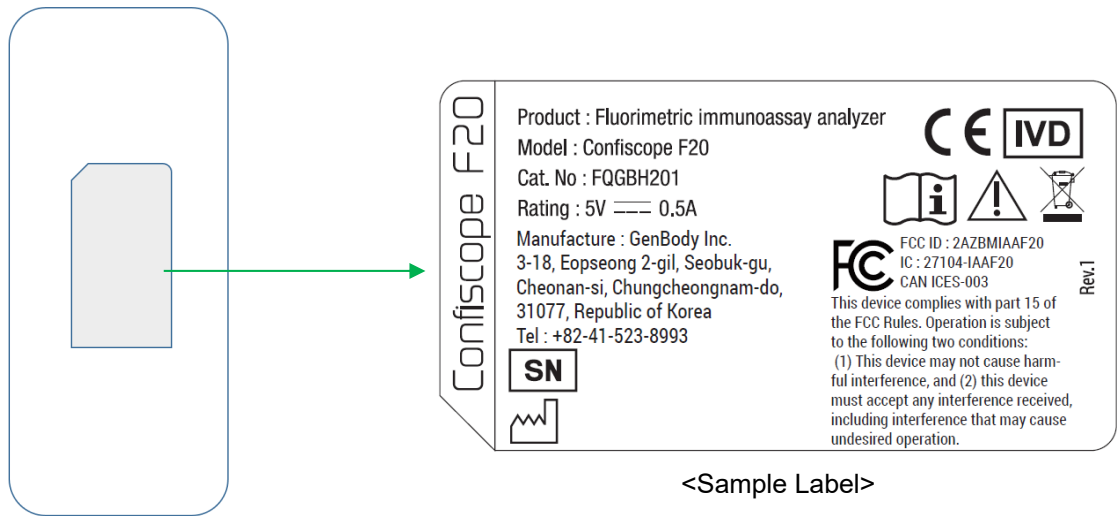 Confiscope F20
Product : Fluorimetric immunoassay analyzer
Model : Confiscope F20
Cat. No : FQGBH201
Rating : 5V ⎓ 0.5A
Manufacture : GenBody Inc.
3-18, Eopseong 2-gil, Seobuk-gu,
Cheonan-si, Chungcheongnam-do,
31077, Republic of Korea
Tel : +82-41-523-8993
SN
CE IVD
FC
FCC ID : 2AZBMIAAF20
IC : 27104-IAAF20
CAN ICES-003
This device complies with part 15 of
the FCC Rules. Operation is subject
to the following two conditions:
(1) This device may not cause harm-
ful interference, and (2) this device
must accept any interference received,
including interference that may cause
undesired operation.
Rev.1
<Sample Label>